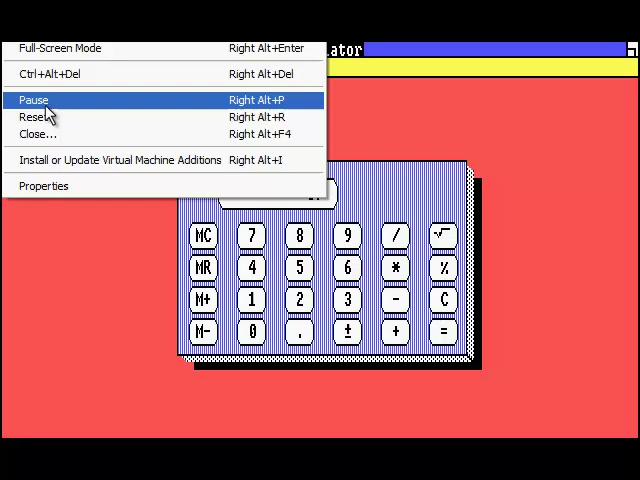 Full-Screen Mode Right Alt+Enter
lator
Ctrl+Alt+Del Right Alt+Del
Pause Right Alt+P
Reset Right Alt+R
Close... Right Alt+F4
Install or Update Virtual Machine Additions Right Alt+I
Properties
MC 7 8 9 / √
MR 4 5 6 * %
M+ 1 2 3 - C
M- 0 . ± + =